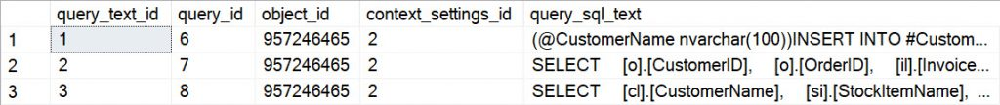 query_text_id query_id object_id context_settings_id query_sql_text
1 1 6 957246465 2 (@CustomerName nvarchar(100))INSERT INTO #Custom...
2 2 7 957246465 2 SELECT [o].[CustomerID], [o].[OrderID], [il].[Invoice...
3 3 8 957246465 2 SELECT [cl].[CustomerName], [si].[StockItemName], ...